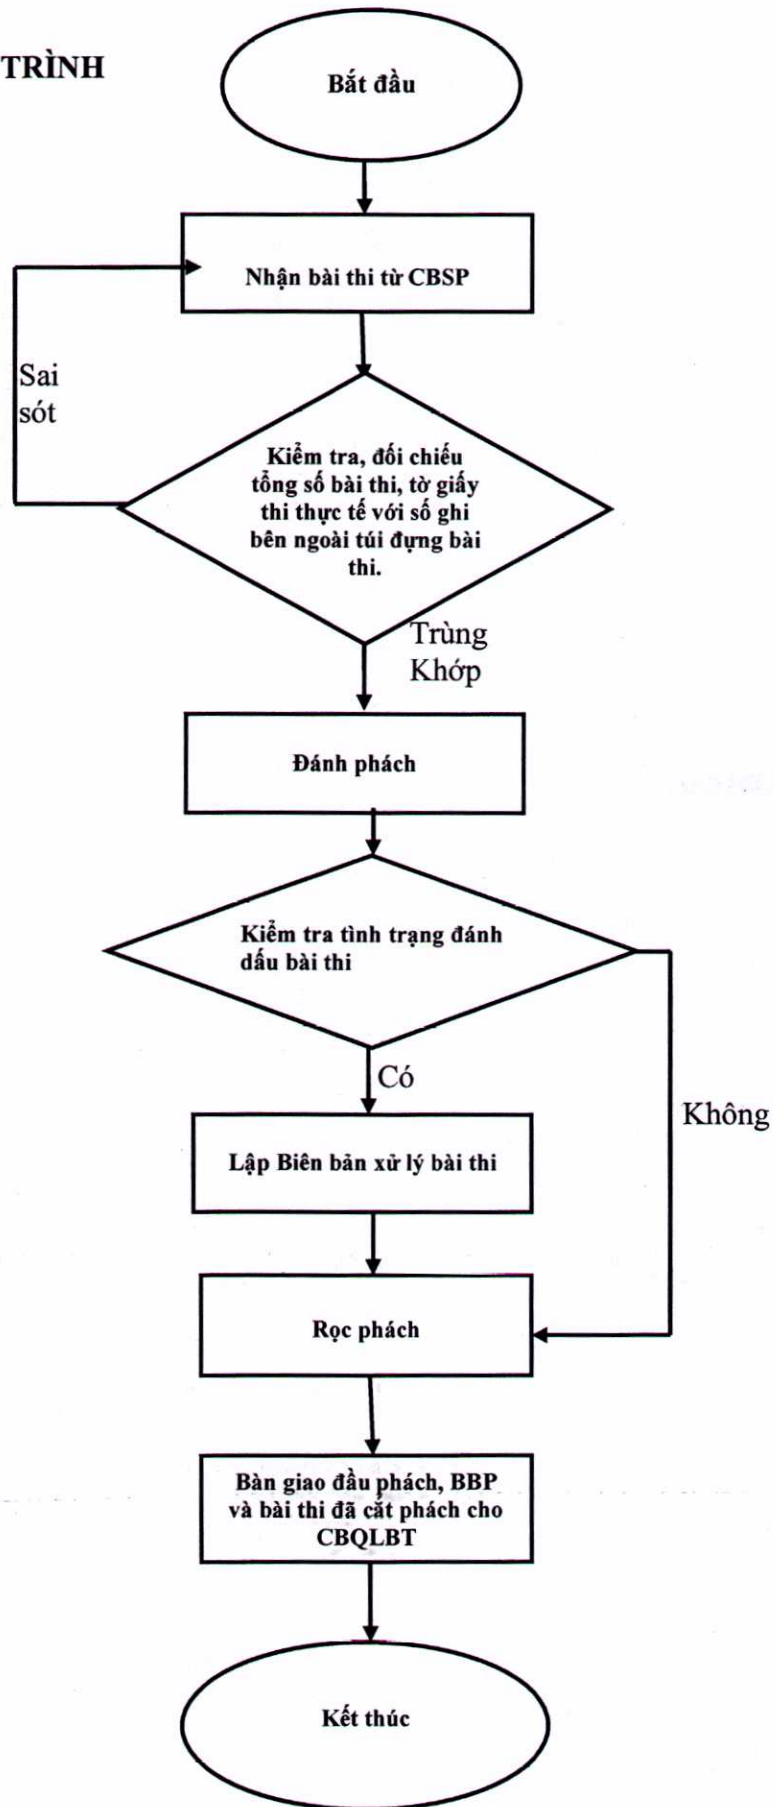 TRÌNH
Bắt đầu
Nhận bài thi từ CBSP
Sai
sót
Kiểm tra, đối chiếu
tổng số bài thi, tờ giấy
thi thực tế với số ghi
bên ngoài túi đựng bài
thi.
Trùng
Khớp
Đánh phách
Kiểm tra tình trạng đánh
dấu bài thi
Có
Không
Lập Biên bản xử lý bài thi
Rọc phách
Bàn giao đầu phách, BBP
và bài thi đã cắt phách cho
CBQLBT
Kết thúc